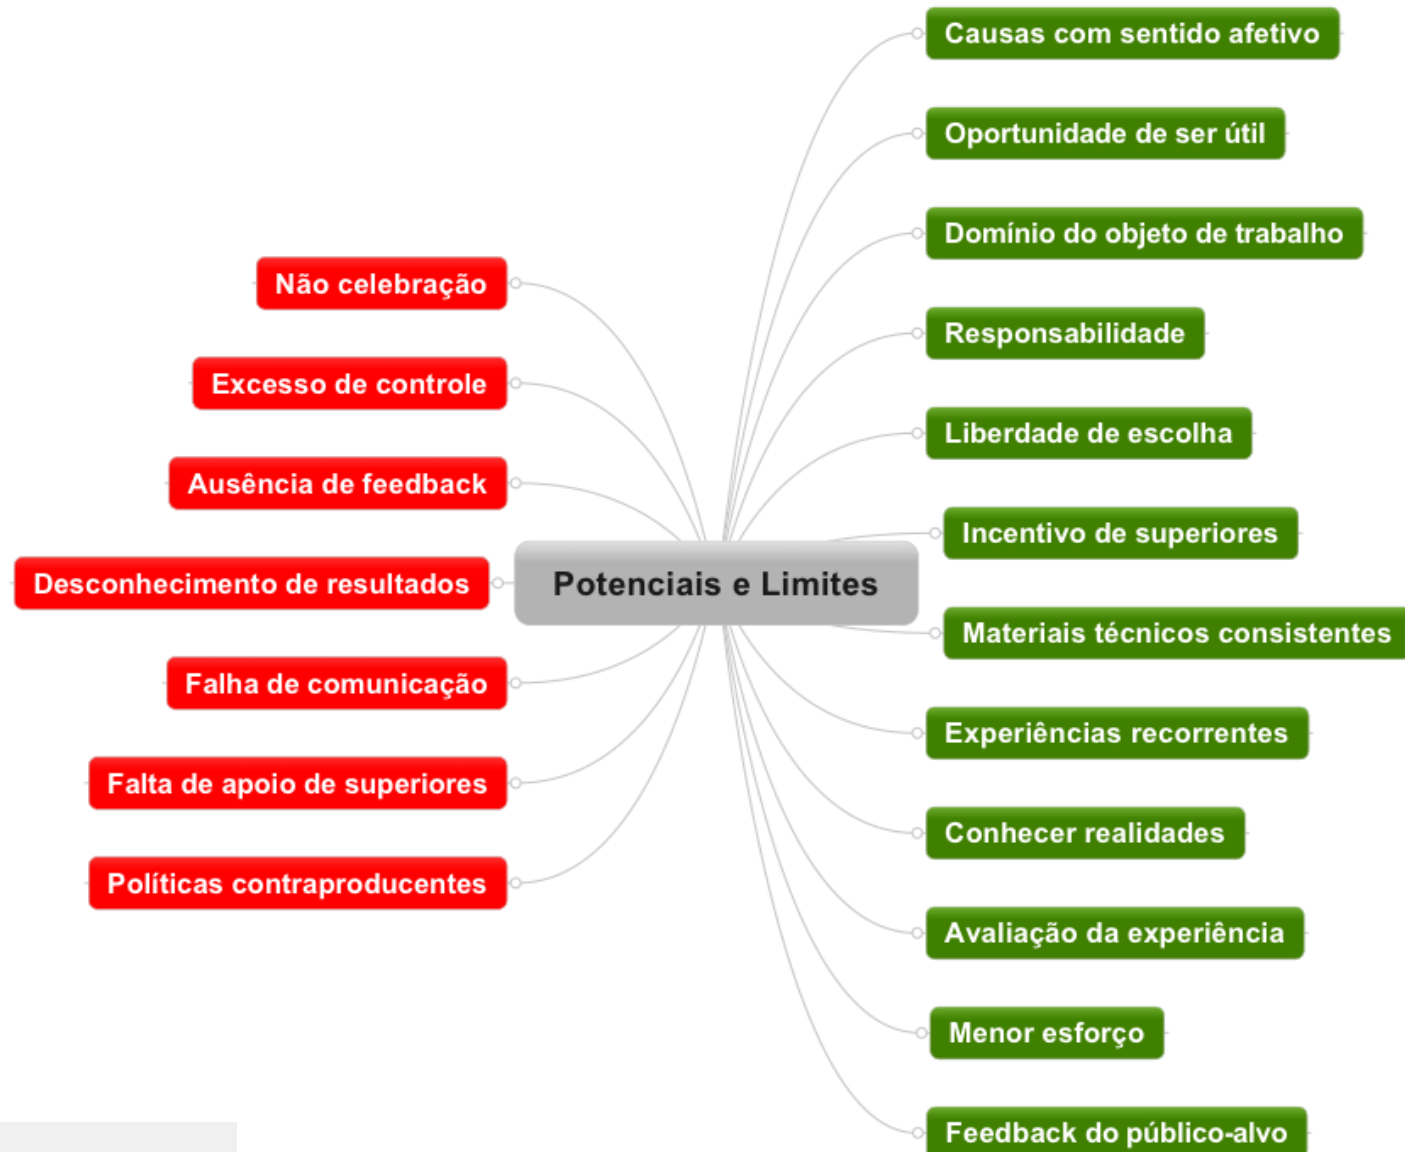 Causas com sentido afetivo
Oportunidade de ser útil
Domínio do objeto de trabalho
Não celebração
Responsabilidade
Excesso de controle
Liberdade de escolha
Ausência de feedback
Incentivo de superiores
Desconhecimento de resultados
Potenciais e Limites
Materiais técnicos consistentes
Falha de comunicação
Experiências recorrentes
Falta de apoio de superiores
Conhecer realidades
Políticas contraproducentes
Avaliação da experiência
Menor esforço
Feedback do público-alvo